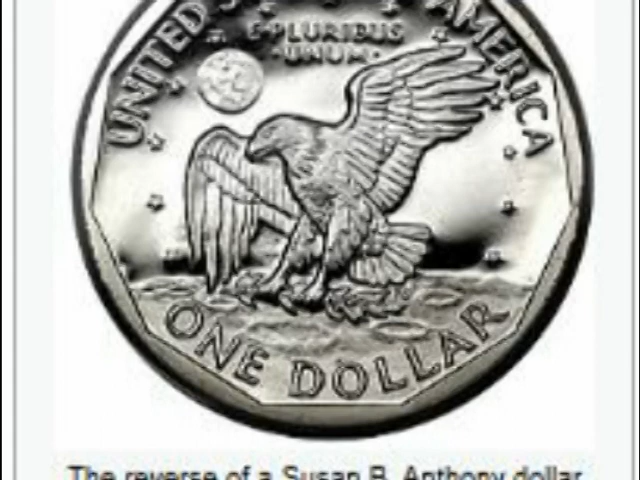 UNITED S AMERICA
E·PLURIBUS
·UNUM·
ONE DOLLAR
The reverse of a Susan B. Anthony dollar